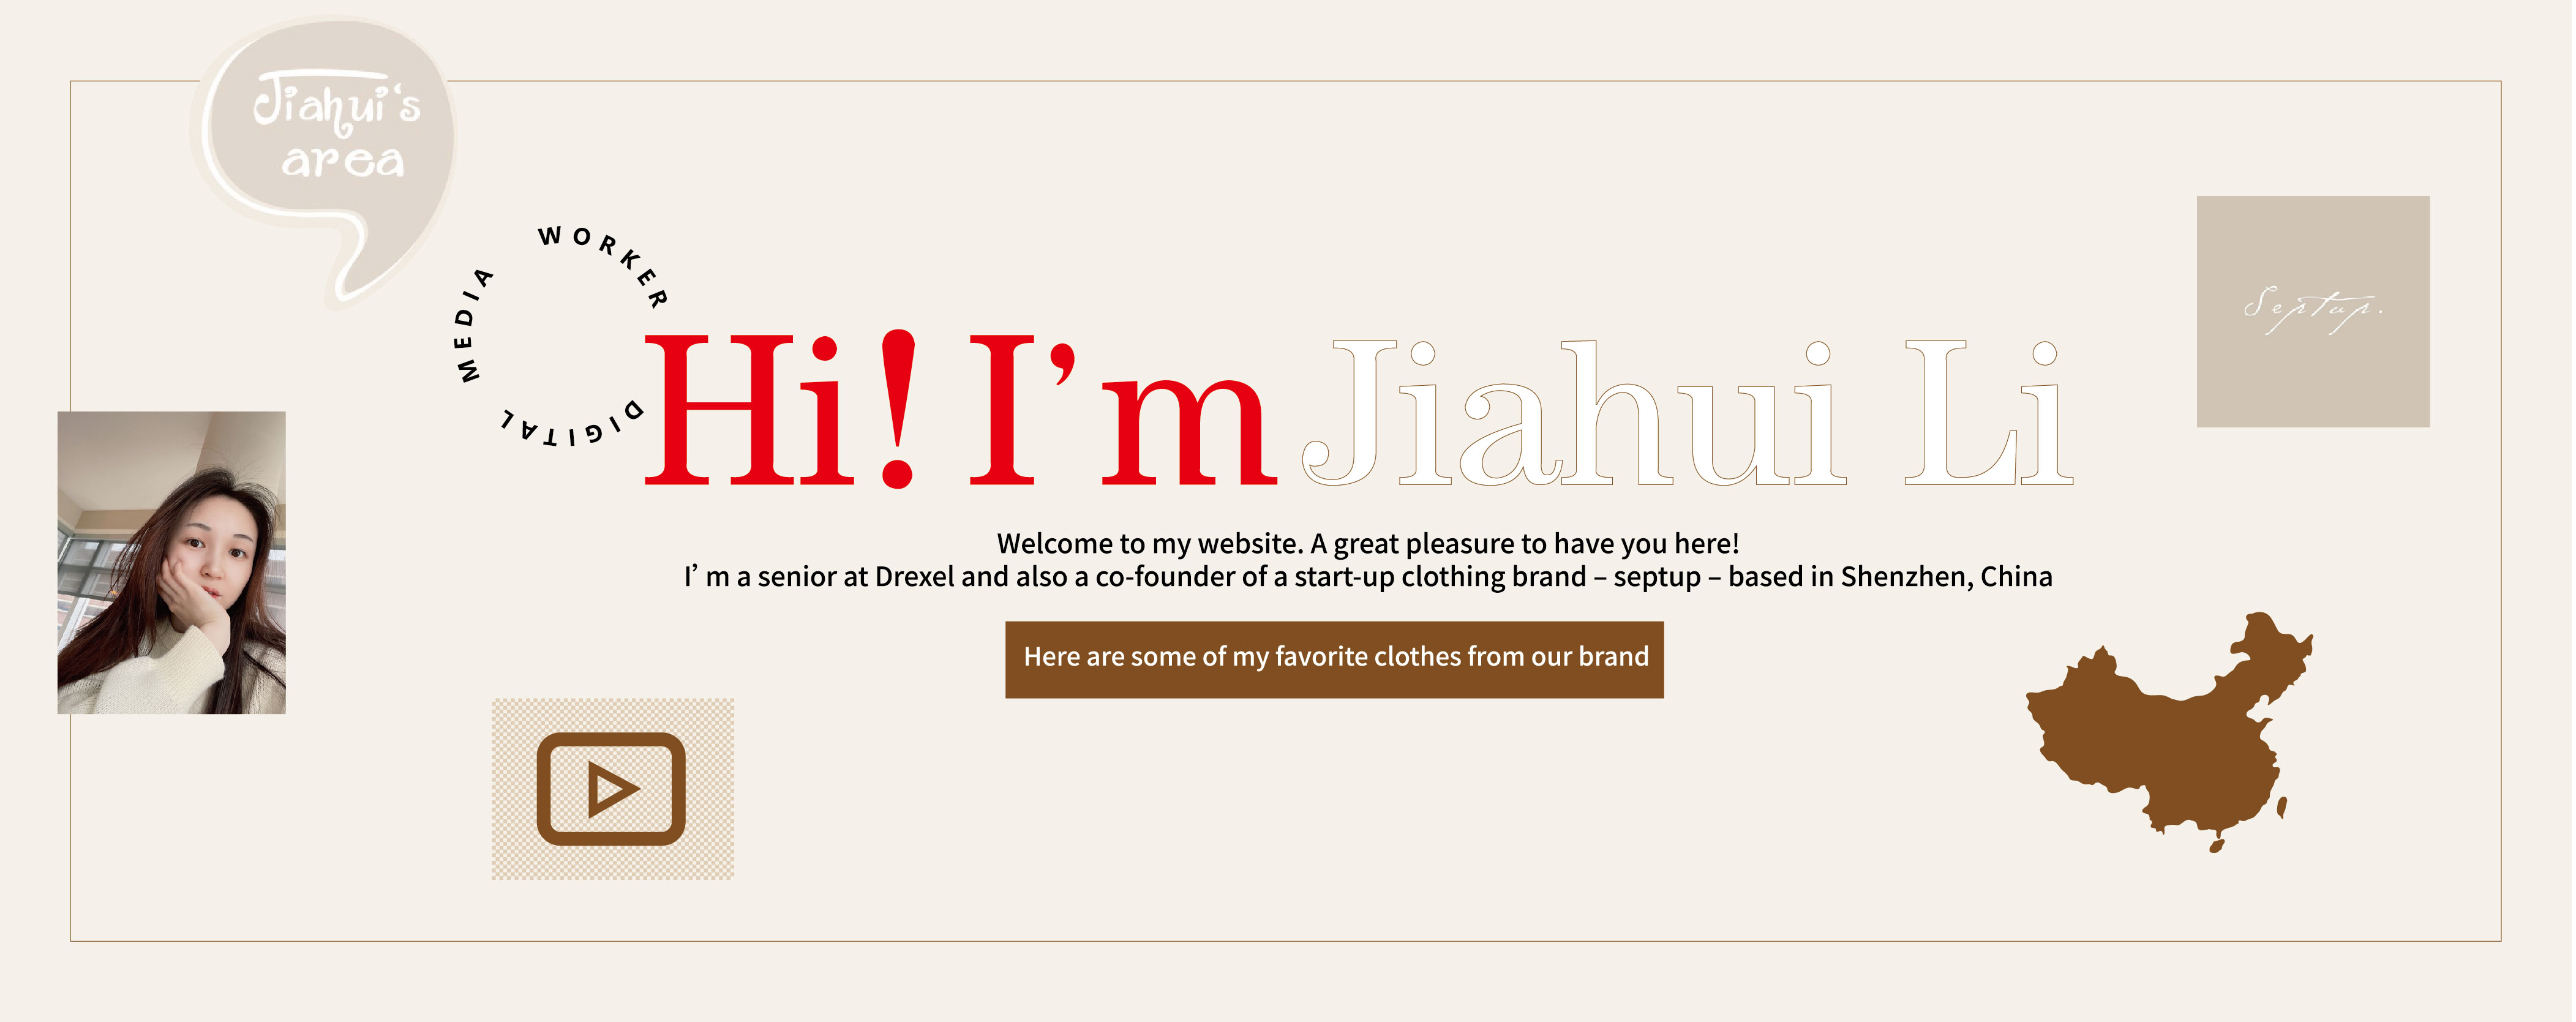 Jiahui's
area
DIGITAL MEDIA WORKER
Septup.
Hi! I’m Jiahui Li
Welcome to my website. A great pleasure to have you here!
I’m a senior at Drexel and also a co-founder of a start-up clothing brand – septup – based in Shenzhen, China
Here are some of my favorite clothes from our brand